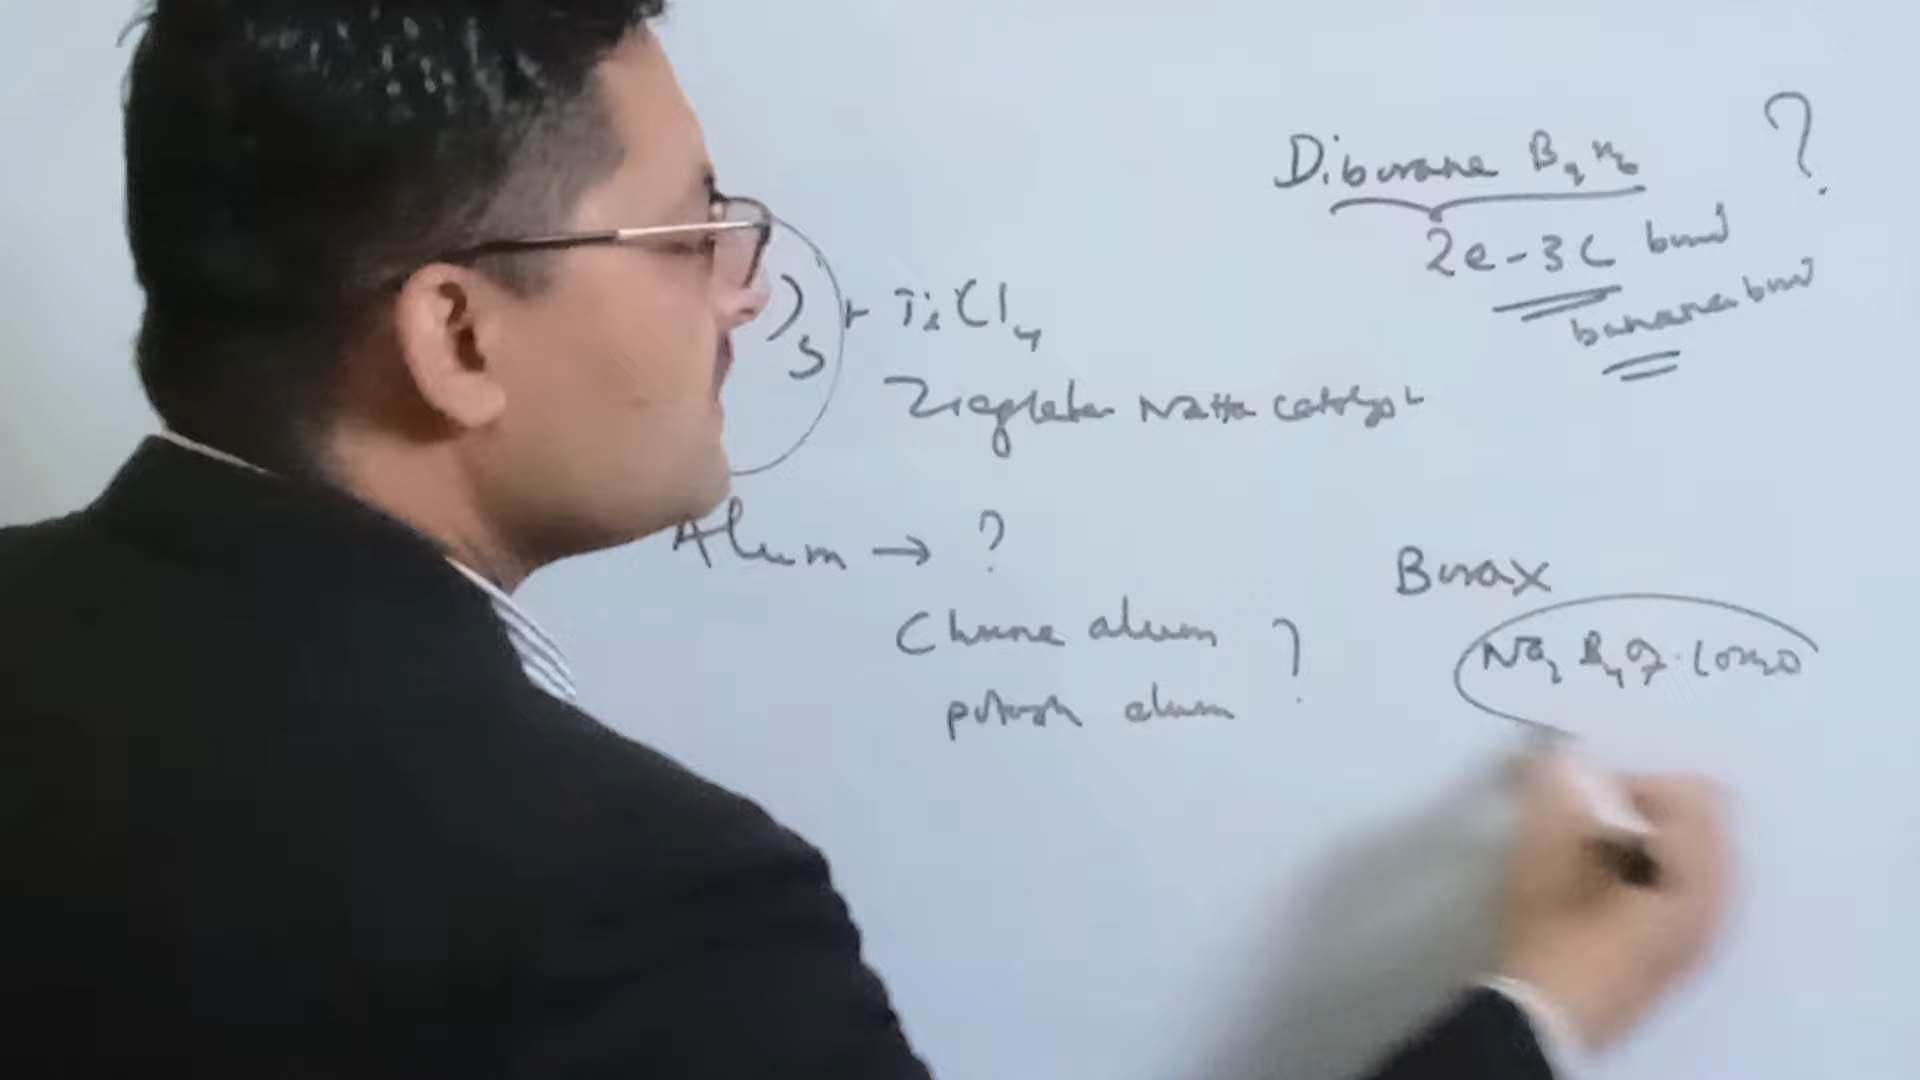 Diborane B2H6 ?
2e-3C bond
banana bond
)3 + TiCl4
Zieglar Natta catalyst
Alum → ?
Chrome alum ?
potash alum
Borax
Na2B4O7.10H2O